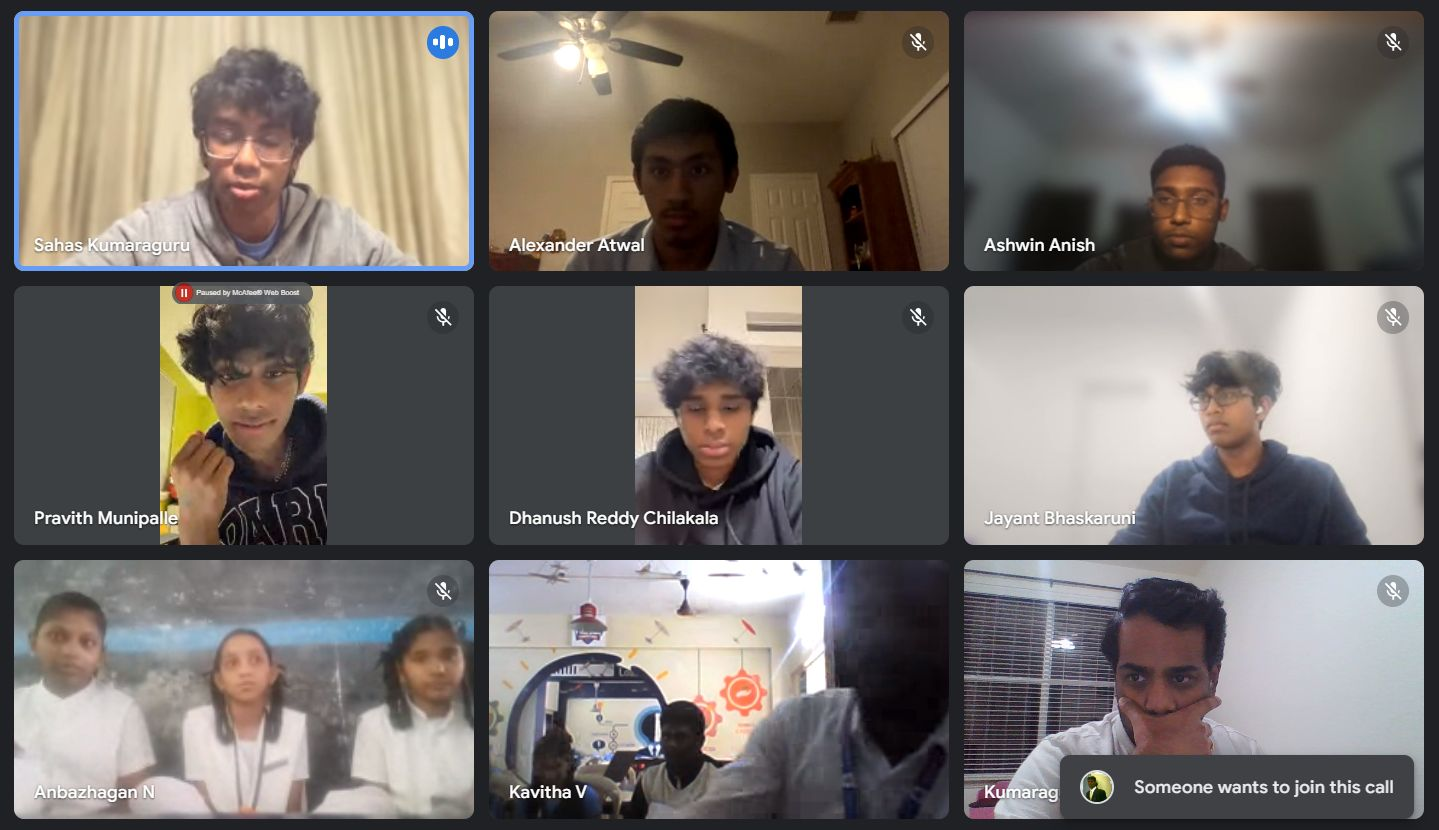 Sahas Kumaraguru
Alexander Atwal
Ashwin Anish
Paused by McAfee® Web Boost
Pravith Munipalle
Dhanush Reddy Chilakala
Jayant Bhaskaruni
Anbazhagan N
Kavitha V
Kumarag
Someone wants to join this call